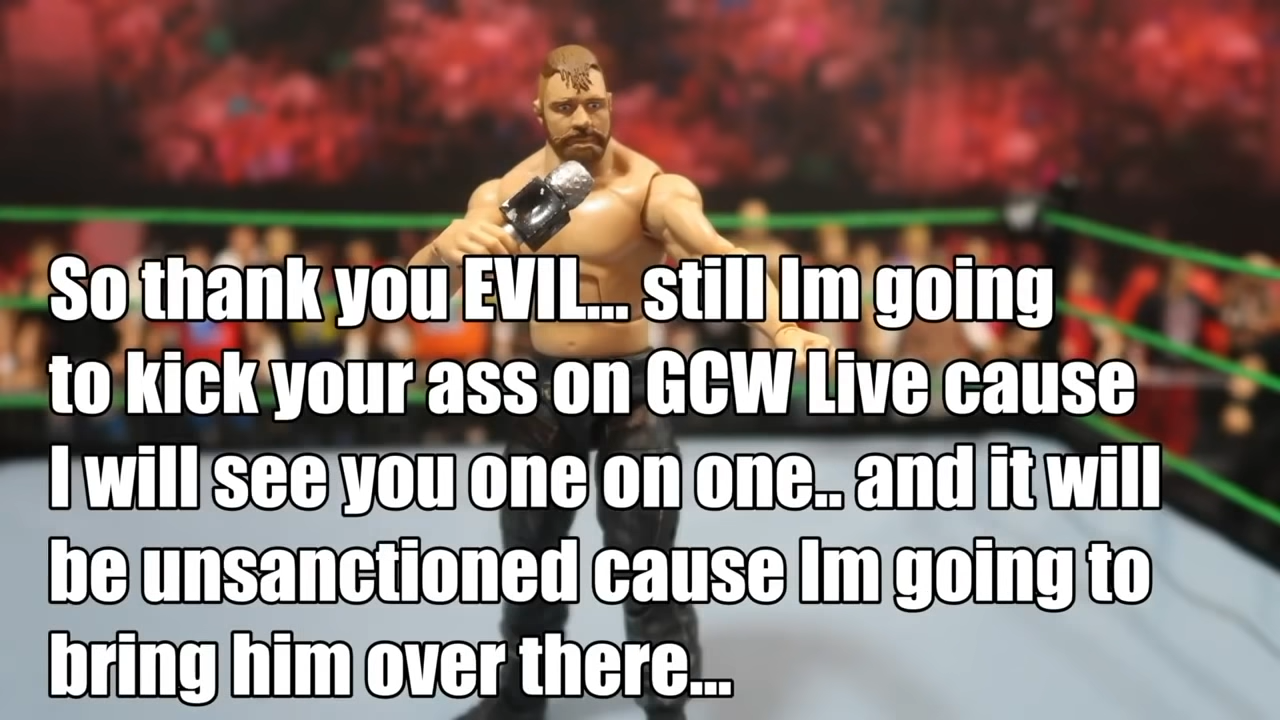 So thank you EVIL... still Im going
to kick your ass on GCW Live cause
I will see you one on one.. and it will
be unsanctioned cause Im going to
bring him over there...